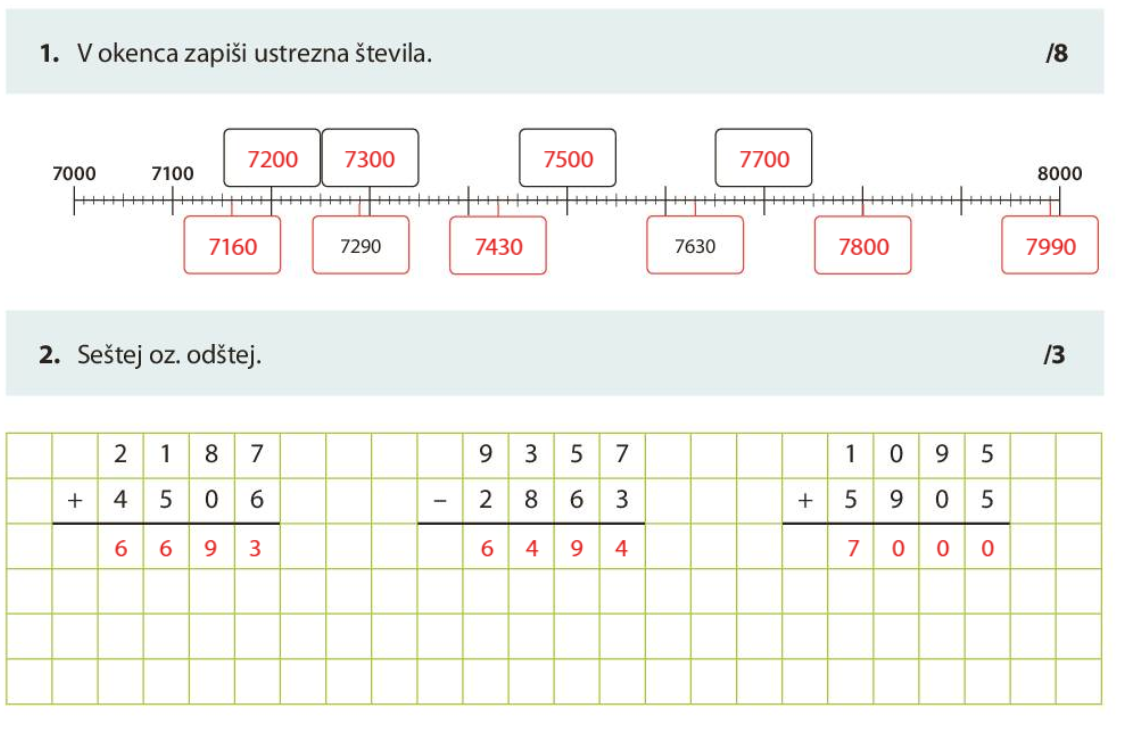 1. V okenca zapiši ustrezna števila. /8
7200 7300 7500 7700
7000 7100 8000
7160 7290 7430 7630 7800 7990
2. Seštej oz. odštej. /3
2 1 8 7 9 3 5 7 1 0 9 5
+ 4 5 0 6 – 2 8 6 3 + 5 9 0 5
6 6 9 3 6 4 9 4 7 0 0 0